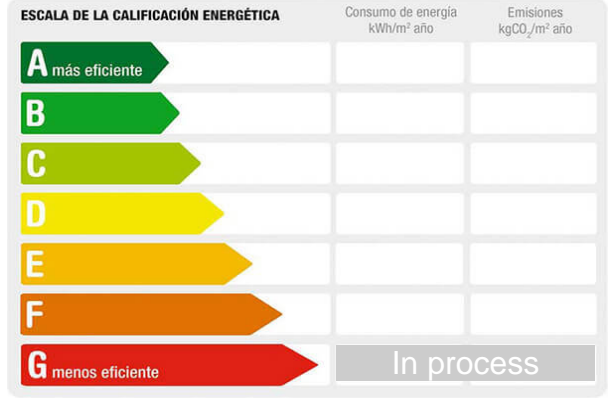 ESCALA DE LA CALIFICACIÓN ENERGÉTICA
Consumo de energía
kWh/m² año
Emisiones
kgCO₂/m² año
A más eficiente
B
C
D
E
F
G menos eficiente
In process